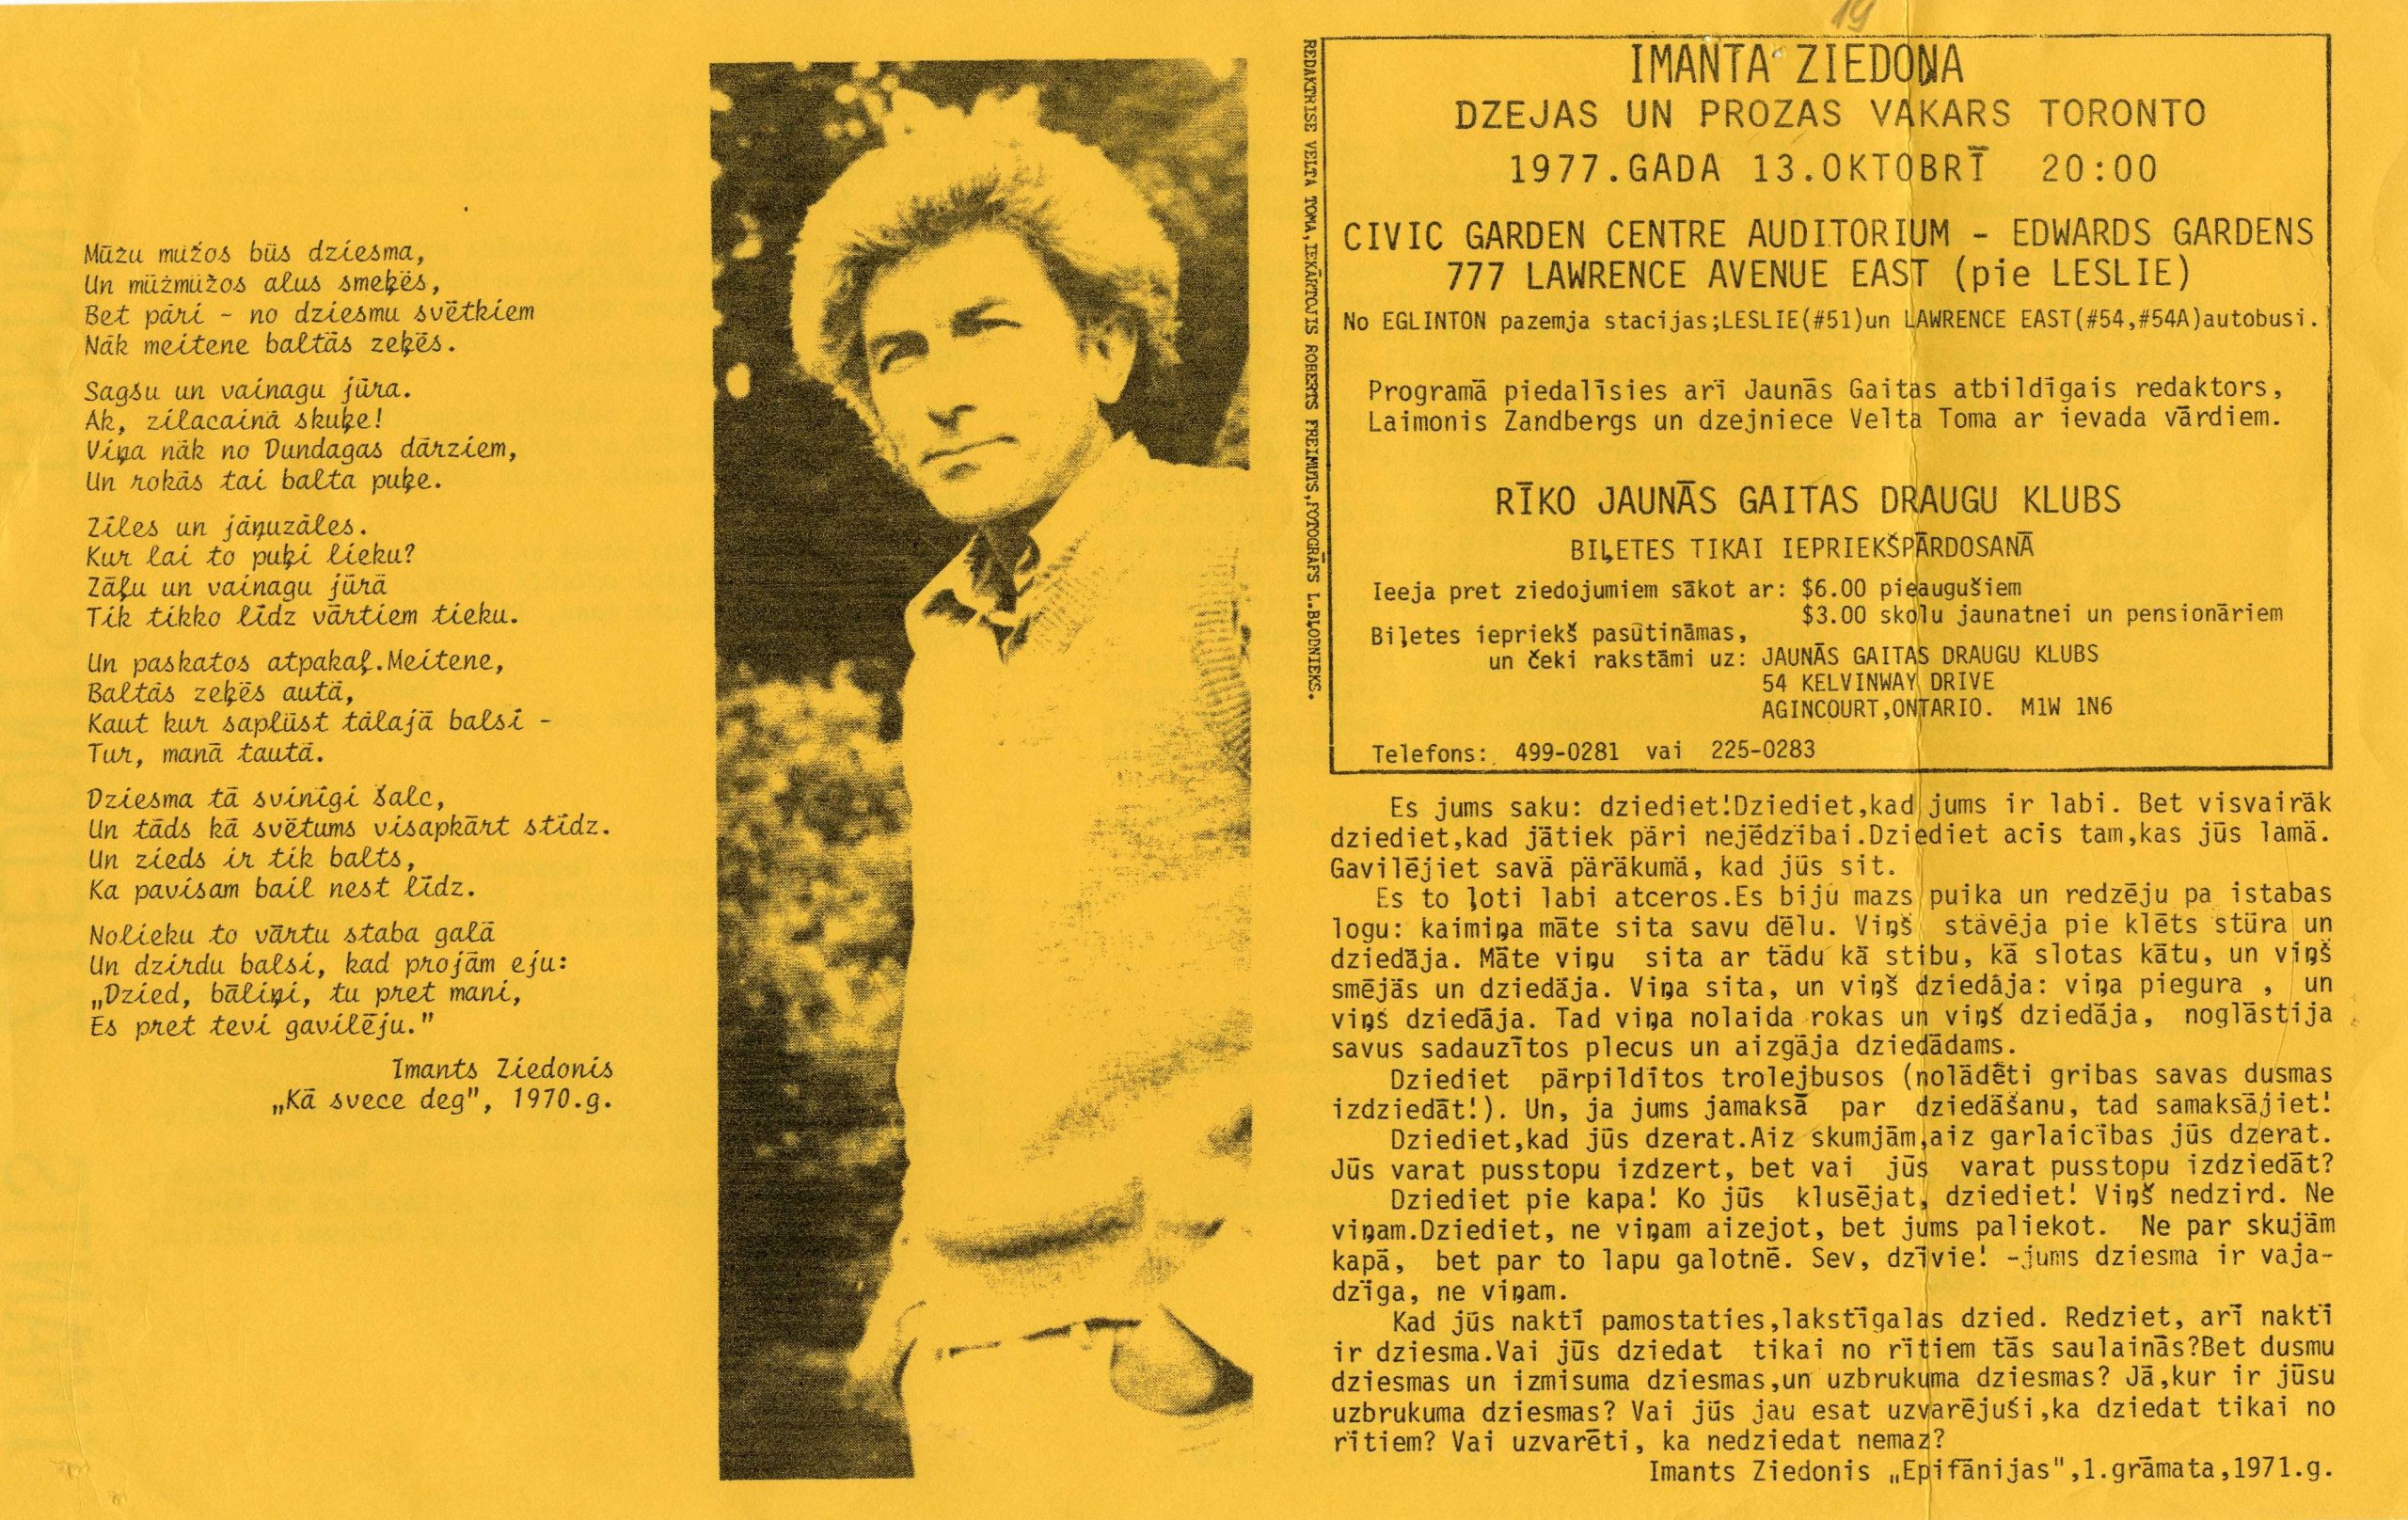 Mūžu mūžos būs dziesma,
Un mūžmūžos alus smeķēs,
Bet pāri - no dziesmu svētkiem
Nāk meitene baltās zeķēs.
Sagšu un vainagu jūra.
Ak, zilacainā skuķe!
Viņa nāk no Dundagas dārziem,
Un rokās tai balta puķe.
Zīles un jāņuzāles.
Kur lai to puķi lieku?
Zāļu un vainagu jūrā
Tik tikko līdz vārtiem tieku.
Un paskatos atpakaļ.Meitene,
Baltās zeķēs autā,
Kaut kur saplūst tālajā balsī -
Tur, manā tautā.
Dziesma tā svinīgi šalc,
Un tāds kā svētums visapkārt stīdz.
Un zieds ir tik balts,
Ka pavisam bail nest līdz.
Nolieku to vārtu staba galā
Un dzirdu balsi, kad projām eju:
„Dzied, bāliņi, tu pret mani,
Es pret tevi gavilēju."
Imants Ziedonis
„Kā svece deg", 1970.g.
REDAKTRISE VELTA TOMA,IEKĀRTOJIS ROBERTS FREIMUTS,FOTOGRĀFS L.BLODNIEKS.
19
IMANTA ZIEDOŅA
DZEJAS UN PROZAS VAKARS TORONTO
1977.GADA 13.OKTOBRĪ 20:00
CIVIC GARDEN CENTRE AUDITORIUM - EDWARDS GARDENS
777 LAWRENCE AVENUE EAST (pie LESLIE)
No EGLINTON pazemja stacijas;LESLIE(#51)un LAWRENCE EAST(#54,#54A)autobusi.
Programā piedalīsies arī Jaunās Gaitas atbildīgais redaktors,
Laimonis Zandbergs un dzejniece Velta Toma ar ievada vārdiem.
RĪKO JAUNĀS GAITAS DRAUGU KLUBS
BIĻETES TIKAI IEPRIEKŠPĀRDOŠANĀ
Ieeja pret ziedojumiem sākot ar: $6.00 pieaugušiem
$3.00 skolu jaunatnei un pensionāriem
Biļetes iepriekš pasūtināmas,
un čeki rakstāmi uz: JAUNĀS GAITAS DRAUGU KLUBS
54 KELVINWAY DRIVE
AGINCOURT,ONTARIO. M1W 1N6
Telefons: 499-0281 vai 225-0283
Es jums saku: dziediet!Dziediet,kad jums ir labi. Bet visvairāk
dziediet,kad jātiek pāri nejēdzībai.Dziediet acīs tam,kas jūs lamā.
Gavilējiet savā pārākumā, kad jūs sit.
Es to ļoti labi atceros.Es biju mazs puika un redzēju pa istabas
logu: kaimiņa māte sita savu dēlu. Viņš stāvēja pie klēts stūra un
dziedāja. Māte viņu sita ar tādu kā stibu, kā slotas kātu, un viņš
smējās un dziedāja. Viņa sita, un viņš dziedāja: viņa piegura , un
viņš dziedāja. Tad viņa nolaida rokas un viņš dziedāja, noglāstija
savus sadauzītos plecus un aizgāja dziedādams.
Dziediet pārpildītos trolejbusos (nolādēti gribas savas dusmas
izdziedāt!). Un, ja jums jamaksā par dziedāšanu, tad samaksājiet!
Dziediet,kad jūs dzerat.Aiz skumjām,aiz garlaicības jūs dzerat.
Jūs varat pusstopu izdzert, bet vai jūs varat pusstopu izdziedāt?
Dziediet pie kapa! Ko jūs klusējat, dziediet! Viņš nedzird. Ne
viņam.Dziediet, ne viņam aizejot, bet jums paliekot. Ne par skujām
kapā, bet par to lapu galotnē. Sev, dzīvie! -jums dziesma ir vaja-
dzīga, ne viņam.
Kad jūs naktī pamostaties,lakstīgalas dzied. Redziet, arī naktī
ir dziesma.Vai jūs dziedat tikai no rītiem tās saulainās?Bet dusmu
dziesmas un izmisuma dziesmas,un uzbrukuma dziesmas? Jā,kur ir jūsu
uzbrukuma dziesmas? Vai jūs jau esat uzvarējuši,ka dziedat tikai no
rītiem? Vai uzvarēti, ka nedziedat nemaz?
Imants Ziedonis „Epifānijas",1.grāmata,1971.g.